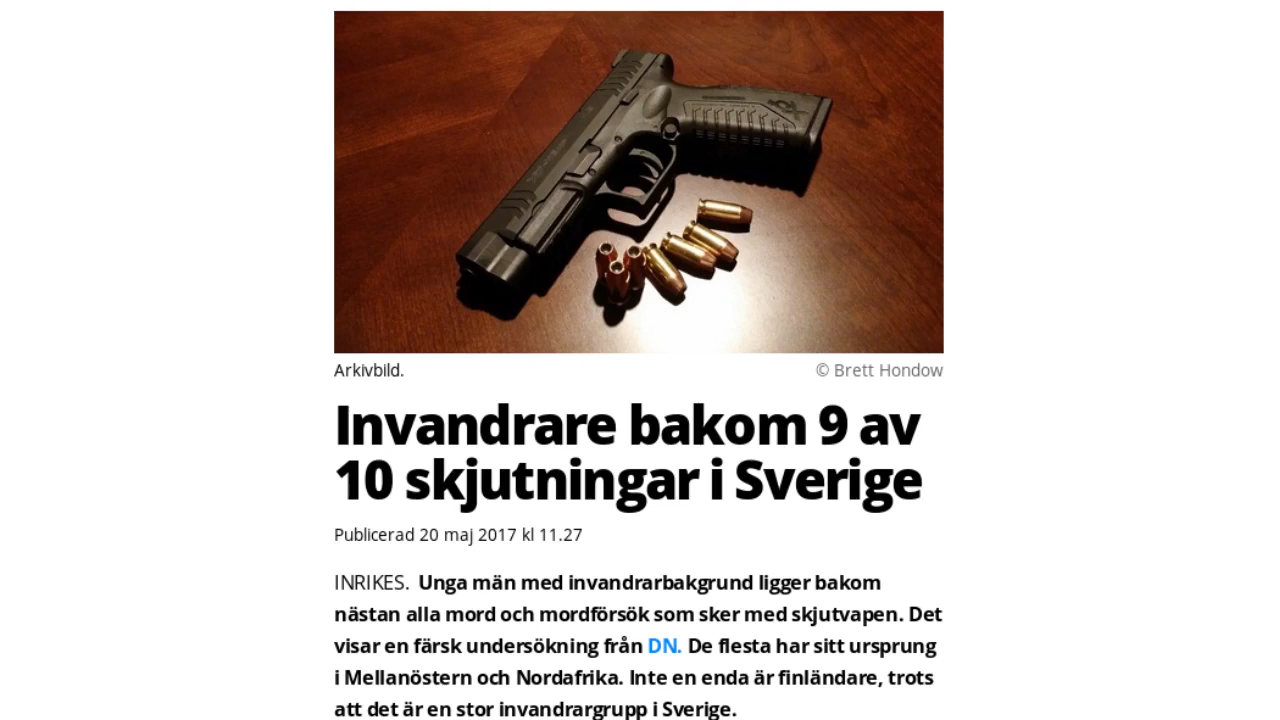 Arkivbild.
© Brett Hondow
Invandrare bakom 9 av
10 skjutningar i Sverige
Publicerad 20 maj 2017 kl 11.27
INRIKES. Unga män med invandrarbakgrund ligger bakom
nästan alla mord och mordförsök som sker med skjutvapen. Det
visar en färsk undersökning från DN. De flesta har sitt ursprung
i Mellanöstern och Nordafrika. Inte en enda är finländare, trots
att det är en stor invandrargrupp i Sverige.